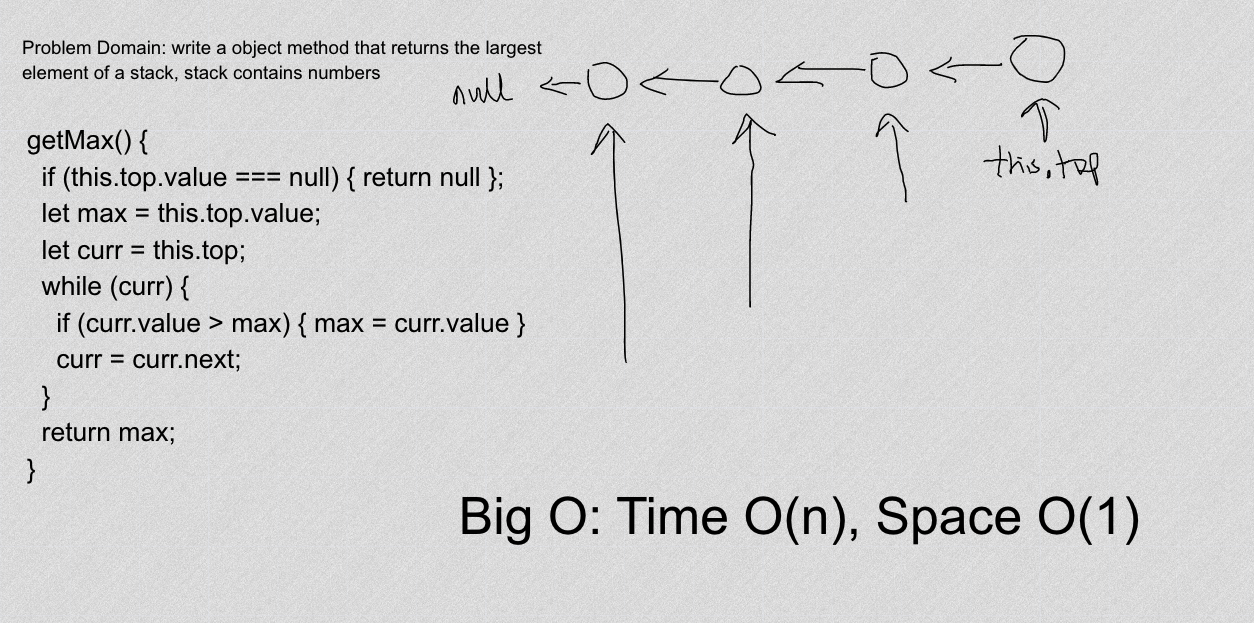 Problem Domain: write a object method that returns the largest
element of a stack, stack contains numbers
null
this.top
getMax() {
if (this.top.value === null) { return null };
let max = this.top.value;
let curr = this.top;
while (curr) {
if (curr.value > max) { max = curr.value }
curr = curr.next;
}
return max;
}
Big O: Time O(n), Space O(1)